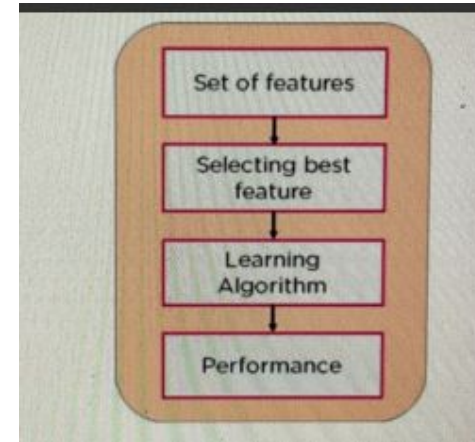 Set of features
Selecting best
feature
Learning
Algorithm
Performance